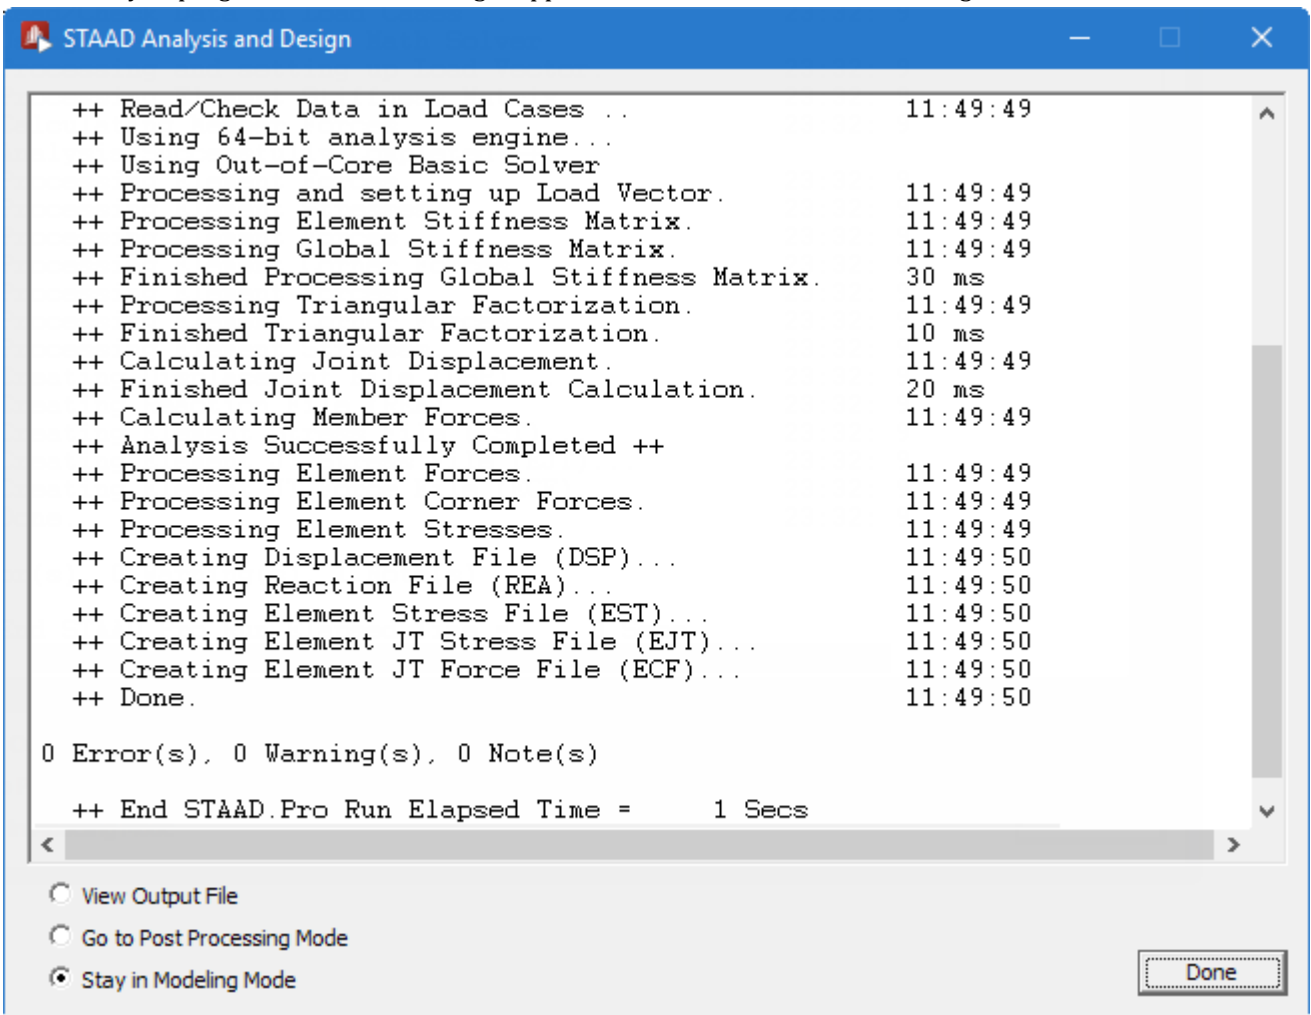 STAAD Analysis and Design
++ Read/Check Data in Load Cases .. 11:49:49
++ Using 64-bit analysis engine...
++ Using Out-of-Core Basic Solver
++ Processing and setting up Load Vector. 11:49:49
++ Processing Element Stiffness Matrix. 11:49:49
++ Processing Global Stiffness Matrix. 11:49:49
++ Finished Processing Global Stiffness Matrix. 30 ms
++ Processing Triangular Factorization. 11:49:49
++ Finished Triangular Factorization. 10 ms
++ Calculating Joint Displacement. 11:49:49
++ Finished Joint Displacement Calculation. 20 ms
++ Calculating Member Forces. 11:49:49
++ Analysis Successfully Completed ++
++ Processing Element Forces. 11:49:49
++ Processing Element Corner Forces. 11:49:49
++ Processing Element Stresses. 11:49:49
++ Creating Displacement File (DSP)... 11:49:50
++ Creating Reaction File (REA)... 11:49:50
++ Creating Element Stress File (EST)... 11:49:50
++ Creating Element JT Stress File (EJT)... 11:49:50
++ Creating Element JT Force File (ECF)... 11:49:50
++ Done. 11:49:50
0 Error(s), 0 Warning(s), 0 Note(s)
++ End STAAD.Pro Run Elapsed Time = 1 Secs
View Output File
Go to Post Processing Mode
Stay in Modeling Mode
Done